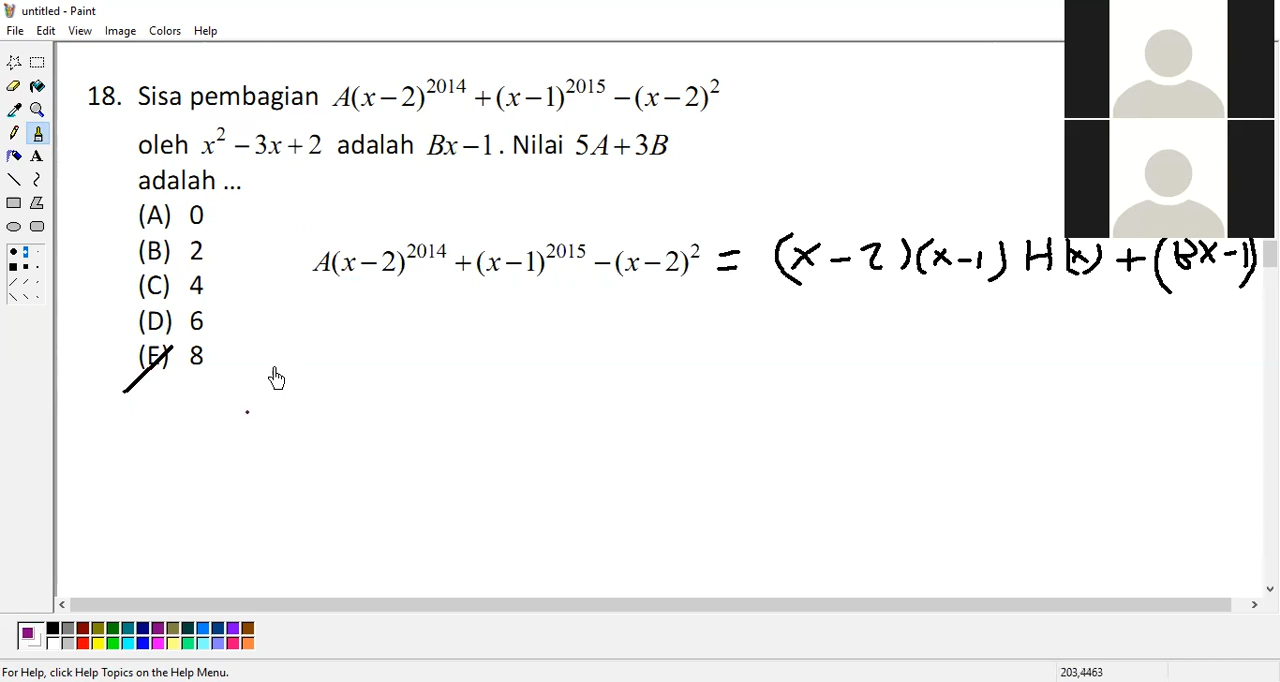 untitled - Paint
File Edit View Image Colors Help
18. Sisa pembagian A(x−2)^2014 + (x−1)^2015 − (x−2)^2
oleh x^2 − 3x + 2 adalah Bx − 1. Nilai 5A + 3B
adalah ...
(A) 0
(B) 2
(C) 4
(D) 6
(E) 8
A(x−2)^2014 + (x−1)^2015 − (x−2)^2 = (x−2)(x−1) H(x) + (Bx−1)
For Help, click Help Topics on the Help Menu.
203,4463